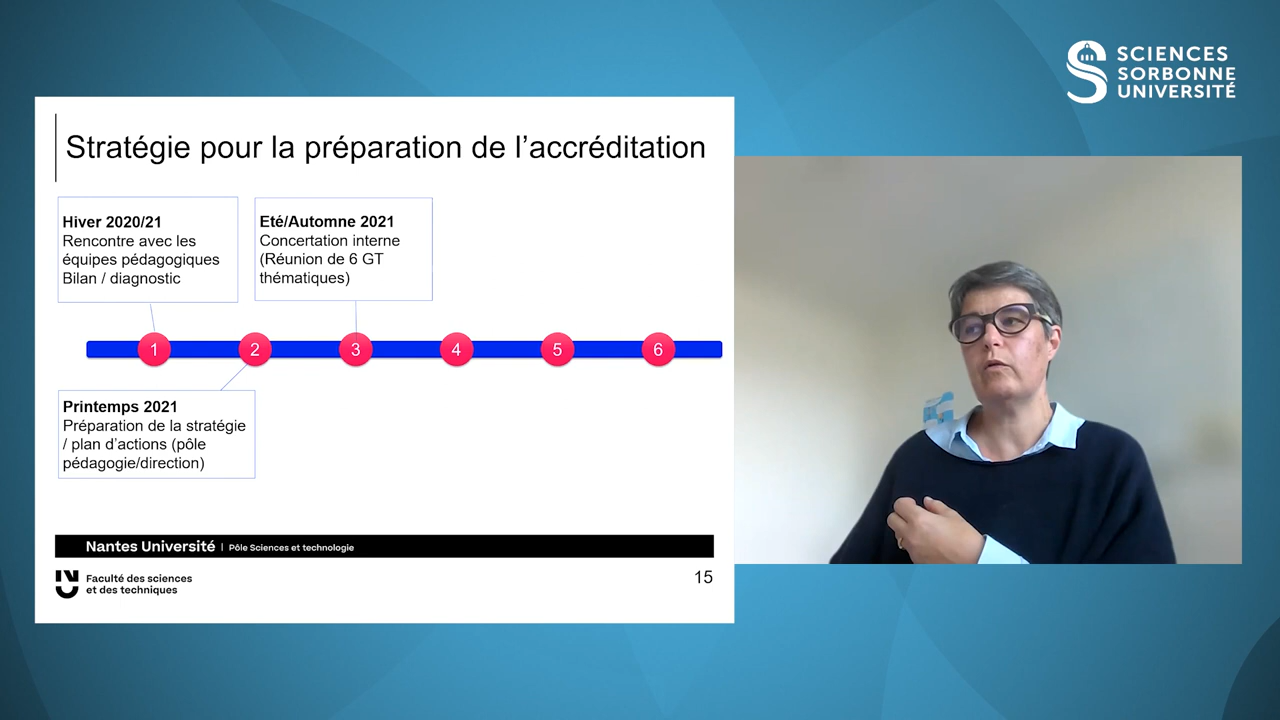 SCIENCES
SORBONNE
UNIVERSITÉ
Stratégie pour la préparation de l’accréditation
Hiver 2020/21
Rencontre avec les
équipes pédagogiques
Bilan / diagnostic
Eté/Automne 2021
Concertation interne
(Réunion de 6 GT
thématiques)
1 2 3 4 5 6
Printemps 2021
Préparation de la stratégie
/ plan d’actions (pôle
pédagogie/direction)
Nantes Université | Pôle Sciences et technologie
Faculté des sciences
et des techniques
15